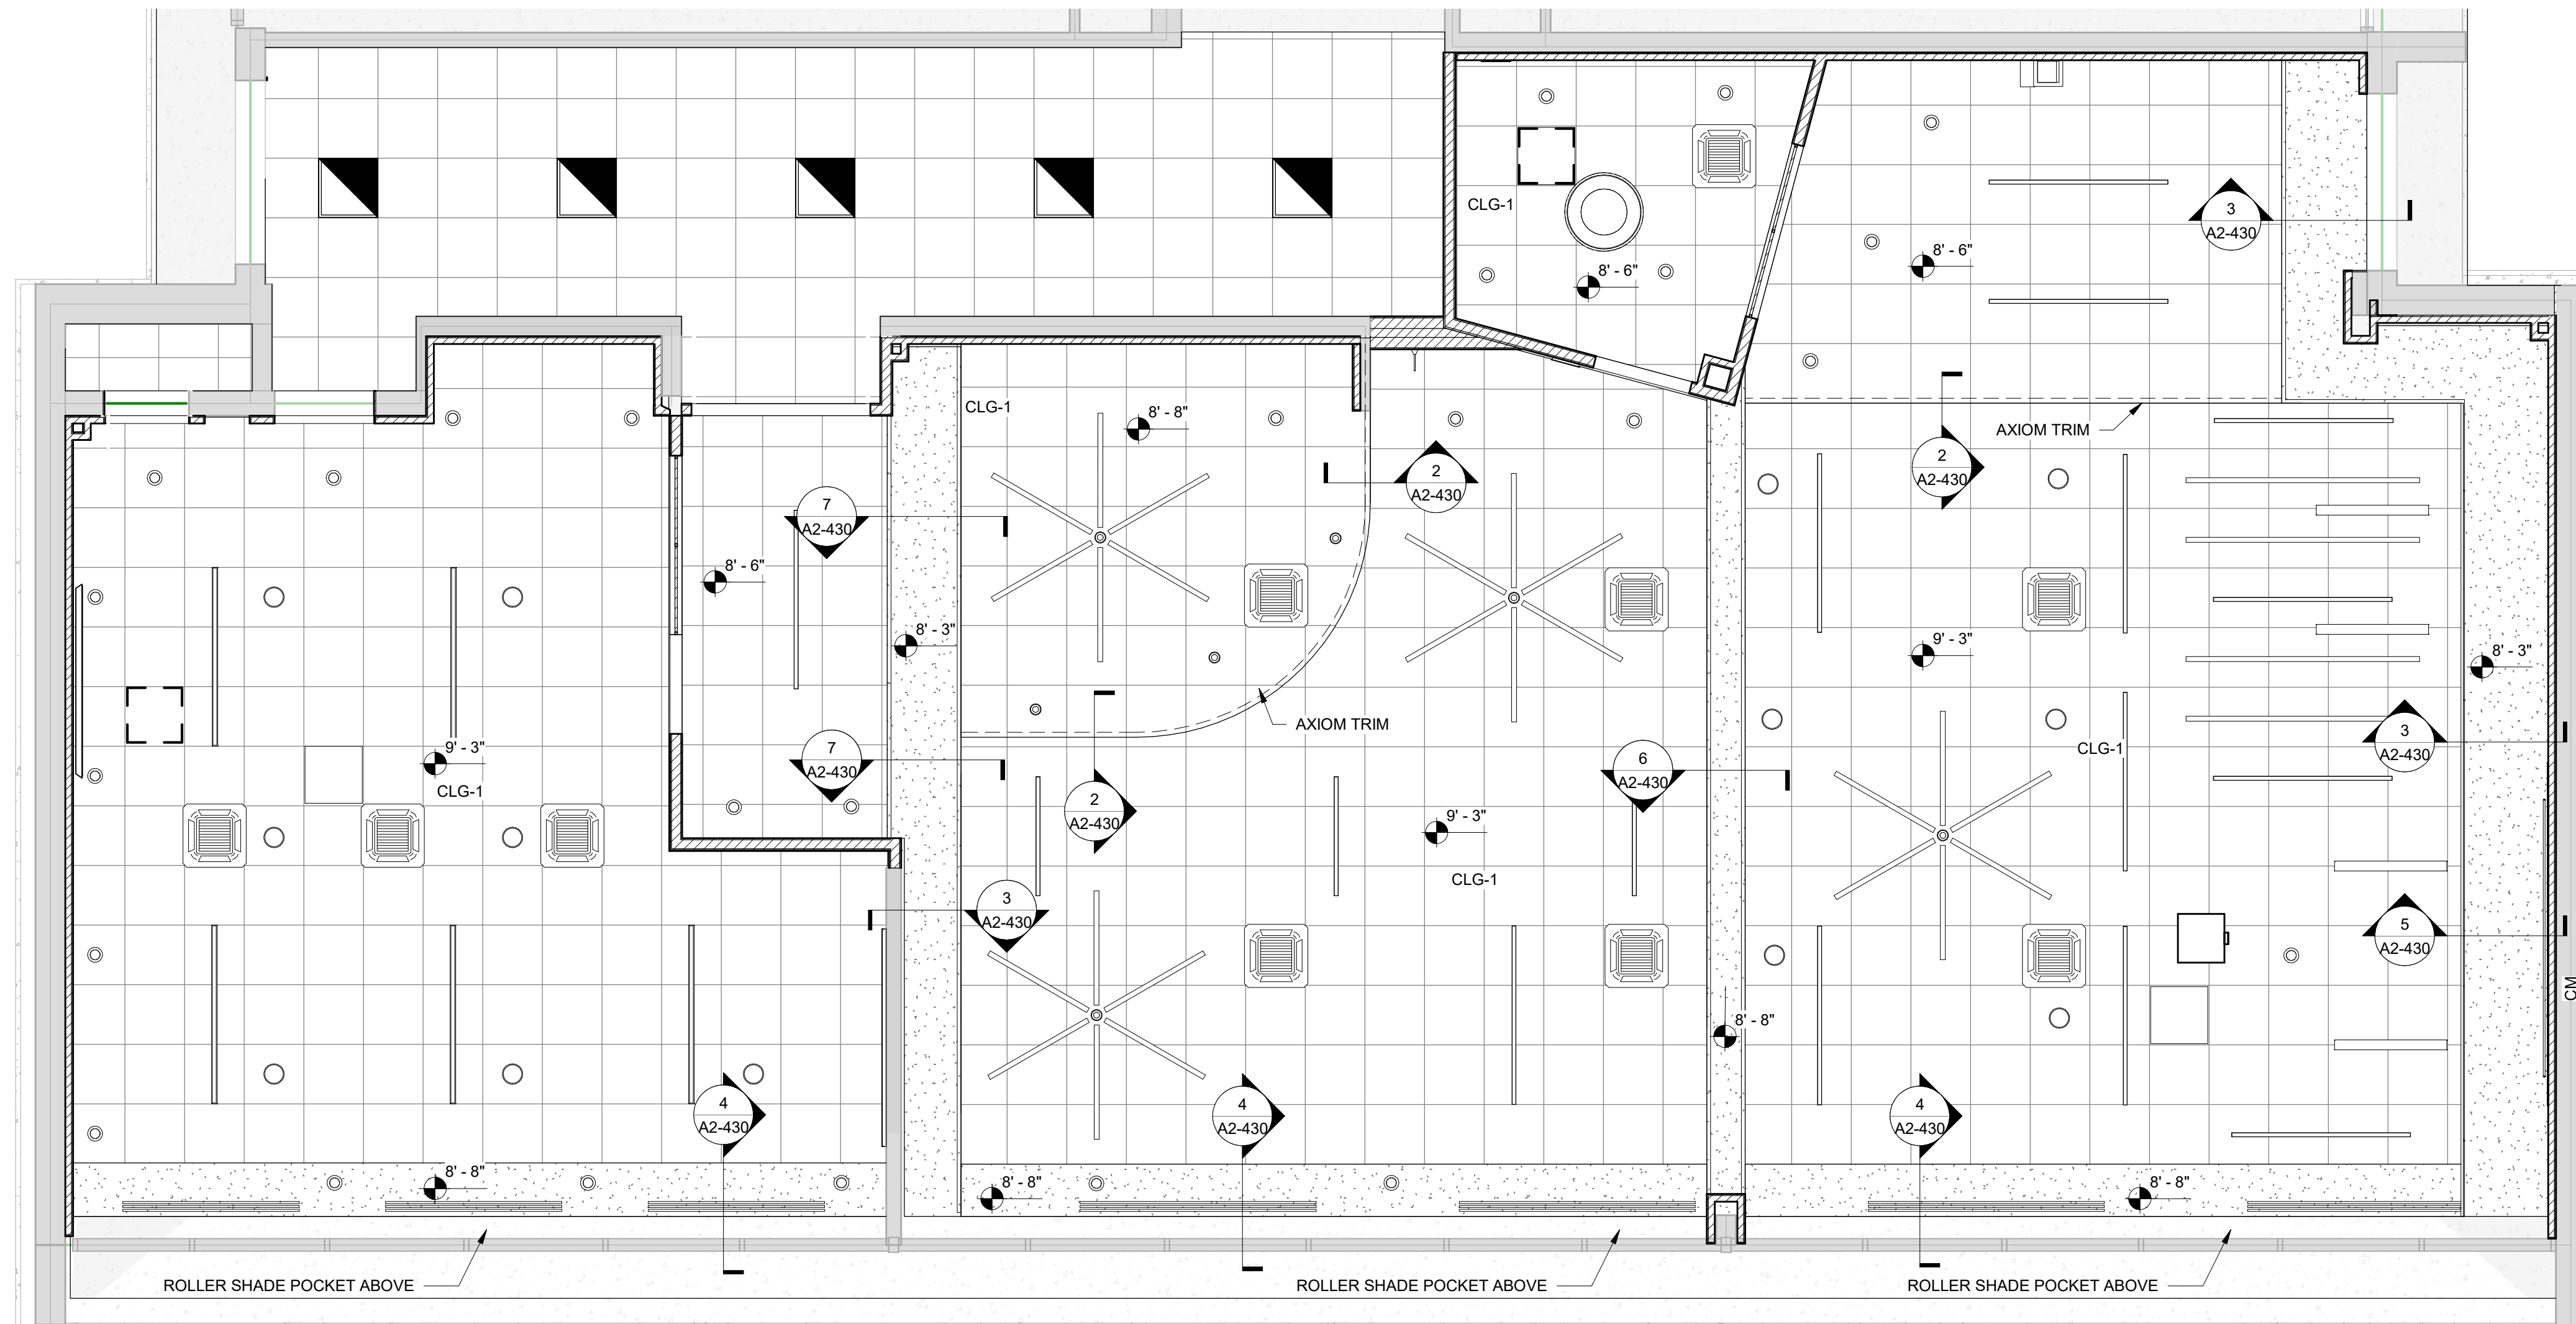 CLG-1
8' - 6"
8' - 6"
3
A2-430
CLG-1
8' - 8"
AXIOM TRIM
2
A2-430
2
A2-430
7
A2-430
8' - 6"
8' - 3"
9' - 3"
8' - 3"
AXIOM TRIM
9' - 3"
CLG-1
7
A2-430
2
A2-430
6
A2-430
CLG-1
3
A2-430
9' - 3"
CLG-1
3
A2-430
5
A2-430
CM
8' - 8"
4
A2-430
4
A2-430
4
A2-430
8' - 8"
8' - 8"
8' - 8"
ROLLER SHADE POCKET ABOVE
ROLLER SHADE POCKET ABOVE
ROLLER SHADE POCKET ABOVE